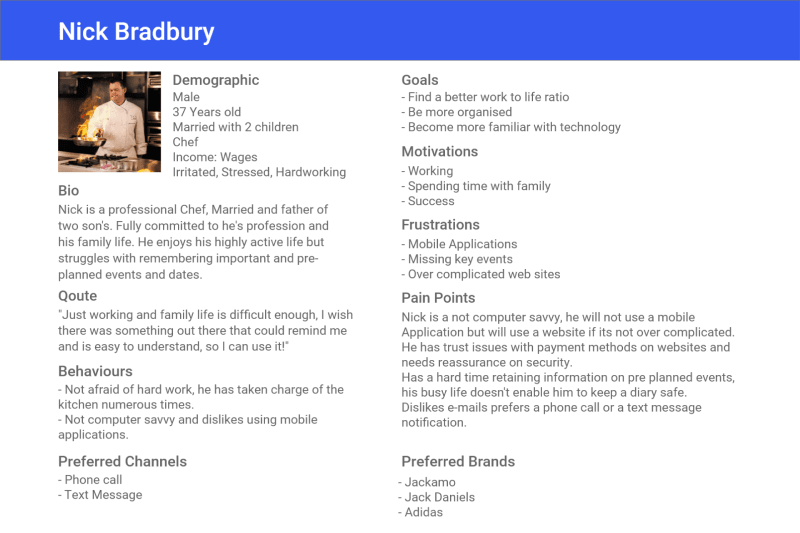 Nick Bradbury
Demographic
Male
37 Years old
Married with 2 children
Chef
Income: Wages
Irritated, Stressed, Hardworking
Bio
Nick is a professional Chef, Married and father of
two son's. Fully committed to he's profession and
his family life. He enjoys his highly active life but
struggles with remembering important and pre-
planned events and dates.
Qoute
"Just working and family life is difficult enough, I wish
there was something out there that could remind me
and is easy to understand, so I can use it!"
Behaviours
- Not afraid of hard work, he has taken charge of the
kitchen numerous times.
- Not computer savvy and dislikes using mobile
applications.
Preferred Channels
- Phone call
- Text Message
Goals
- Find a better work to life ratio
- Be more organised
- Become more familiar with technology
Motivations
- Working
- Spending time with family
- Success
Frustrations
- Mobile Applications
- Missing key events
- Over complicated web sites
Pain Points
Nick is a not computer savvy, he will not use a mobile
Application but will use a website if its not over complicated.
He has trust issues with payment methods on websites and
needs reassurance on security.
Has a hard time retaining information on pre planned events,
his busy life doesn't enable him to keep a diary safe.
Dislikes e-mails prefers a phone call or a text message
notification.
Preferred Brands
- Jackamo
- Jack Daniels
- Adidas